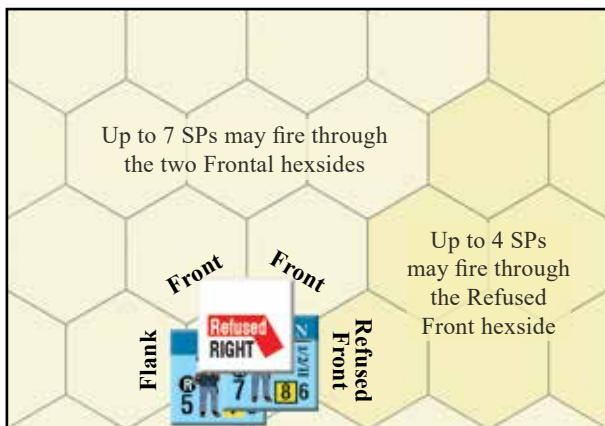 Up to 7 SPs may fire through
the two Frontal hexsides
Up to 4 SPs
may fire through
the Refused
Front hexside
Front
Front
Flank
Refused
Front
Refused
RIGHT
R
5
7
8
6